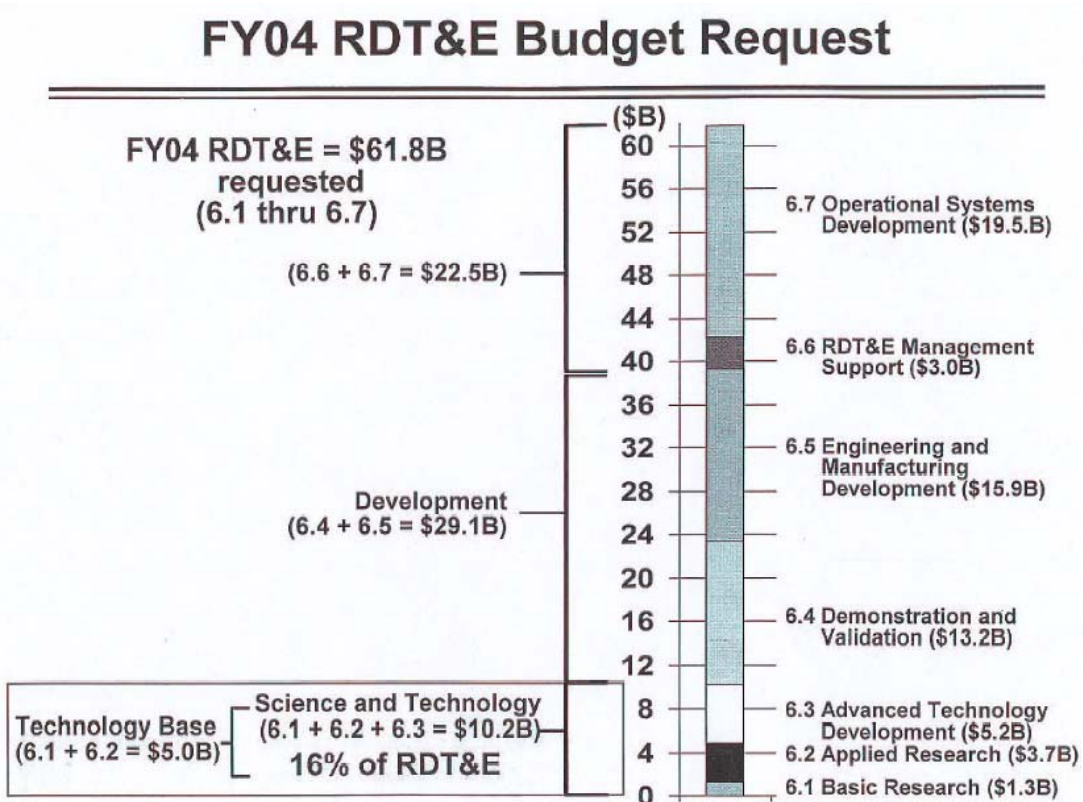 FY04 RDT&E Budget Request
FY04 RDT&E = $61.8B
requested
(6.1 thru 6.7)
(6.6 + 6.7 = $22.5B)
Development
(6.4 + 6.5 = $29.1B)
Technology Base
(6.1 + 6.2 = $5.0B)
Science and Technology
(6.1 + 6.2 + 6.3 = $10.2B)
16% of RDT&E
($B)
60
56
52
48
44
40
36
32
28
24
20
16
12
8
4
0
6.7 Operational Systems
Development ($19.5.B)
6.6 RDT&E Management
Support ($3.0B)
6.5 Engineering and
Manufacturing
Development ($15.9B)
6.4 Demonstration and
Validation ($13.2B)
6.3 Advanced Technology
Development ($5.2B)
6.2 Applied Research ($3.7B)
6.1 Basic Research ($1.3B)